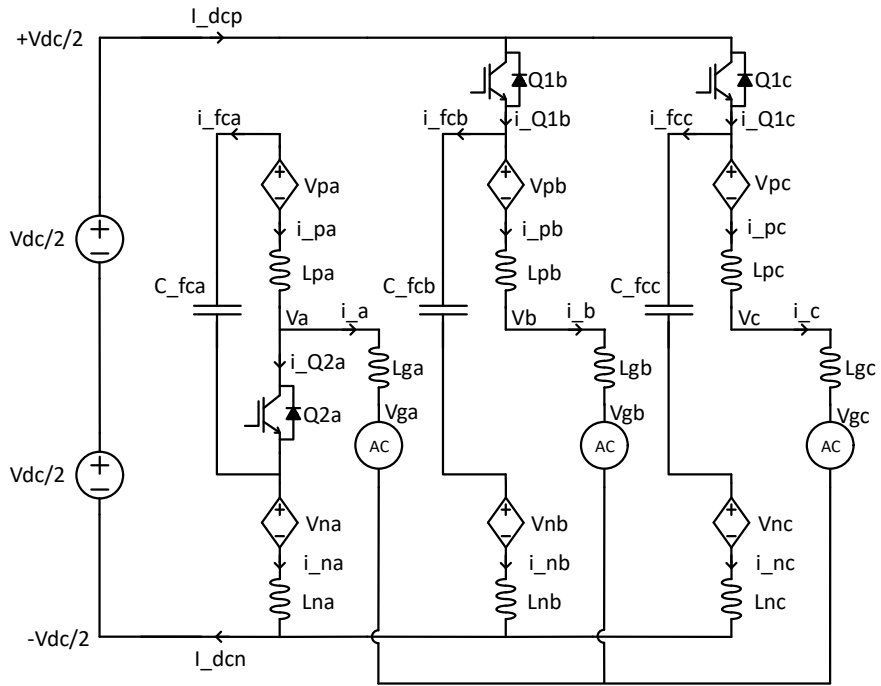 I_dcp
+Vdc/2
Q1b
Q1c
i_fca
i_fcb
i_Q1b
i_fcc
i_Q1c
+
−
Vpa
+
−
Vpb
+
−
Vpc
i_pa
i_pb
i_pc
Vdc/2
+
−
Lpa
Lpb
Lpc
C_fca
C_fcb
C_fcc
Va
i_a
Vb
i_b
Vc
i_c
i_Q2a
Lga
Lgb
Lgc
Q2a
Vga
Vgb
Vgc
AC
AC
AC
Vdc/2
+
−
+
−
Vna
+
−
Vnb
+
−
Vnc
i_na
i_nb
i_nc
Lna
Lnb
Lnc
-Vdc/2
I_dcn